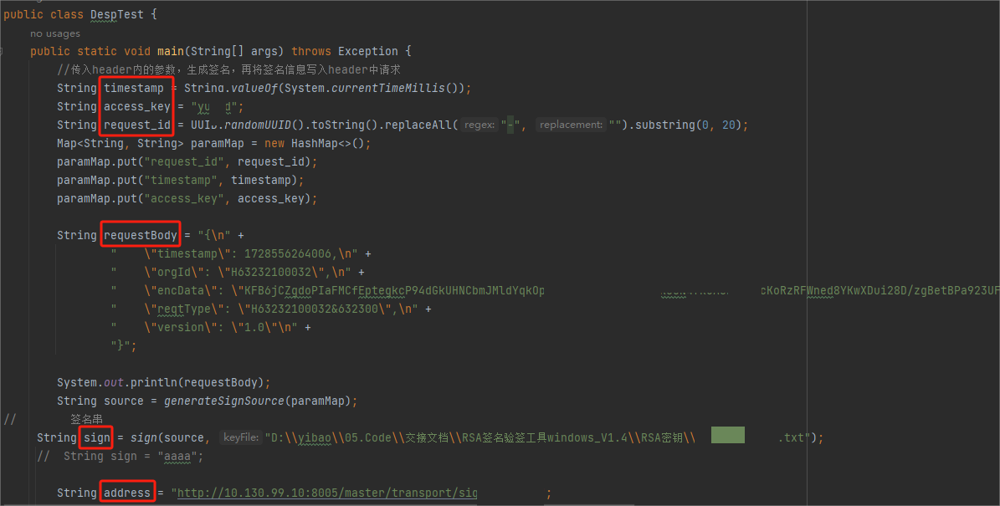 public class DespTest {
no usages
public static void main(String[] args) throws Exception {
//传入header内的参数，生成签名，再将签名信息写入header中请求
String timestamp = String.valueOf(System.currentTimeMillis());
String access_key = "yu d";
String request_id = UUID.randomUUID().toString().replaceAll( regex: "-", replacement: "").substring(0, 20);
Map<String, String> paramMap = new HashMap<>();
paramMap.put("request_id", request_id);
paramMap.put("timestamp", timestamp);
paramMap.put("access_key", access_key);
String requestBody = "{\n" +
" \"timestamp\": 1728556264006,\n" +
" \"orgId\": \"H63232100032\",\n" +
" \"encData\": \"KFB6jCZgdoPIaFMCfEptegkcP94dGkUHNCbmJMldYqkOp cKoRzRFWned8YKwXDui28D/zgBetBPa923UF
" \"reqtType\": \"H63232100032&632300\",\n" +
" \"version\": \"1.0\"\n" +
"}";
System.out.println(requestBody);
String source = generateSignSource(paramMap);
// 签名串
String sign = sign(source, keyFile: "D:\\yibao\\05.Code\\交接文档\\RSA签名验签工具windows_V1.4\\RSA密钥\\ .txt");
// String sign = "aaaa";
String address = "http://10.130.99.10:8005/master/transport/sig ;